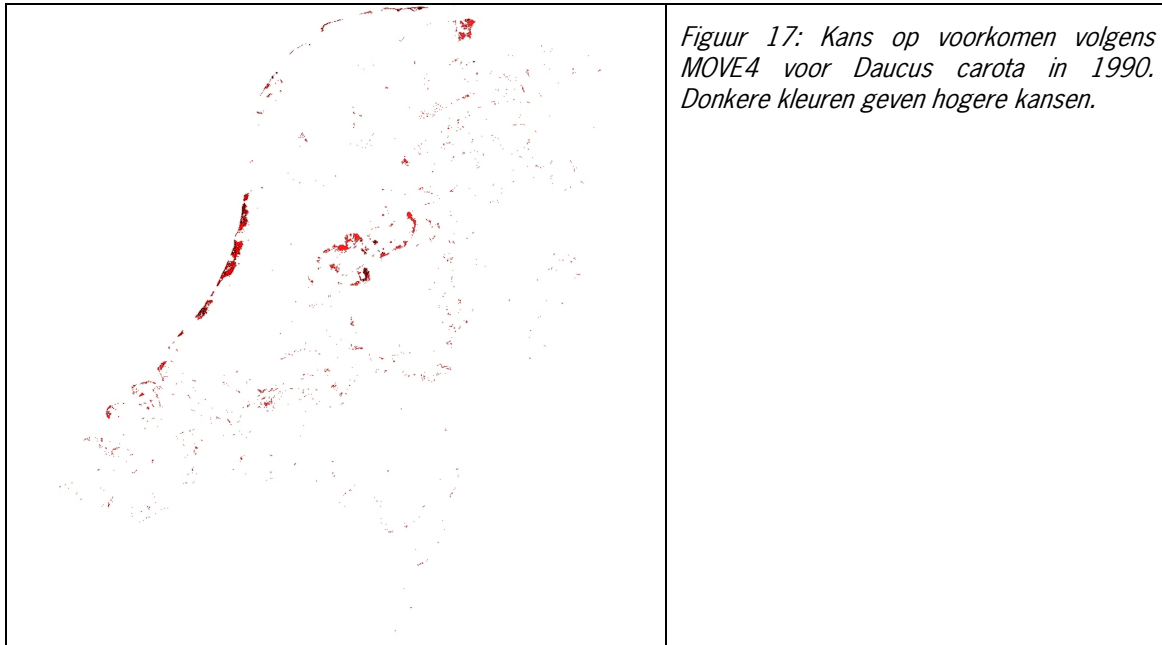 Figuur 17: Kans op voorkomen volgens
MOVE4 voor Daucus carota in 1990.
Donkere kleuren geven hogere kansen.